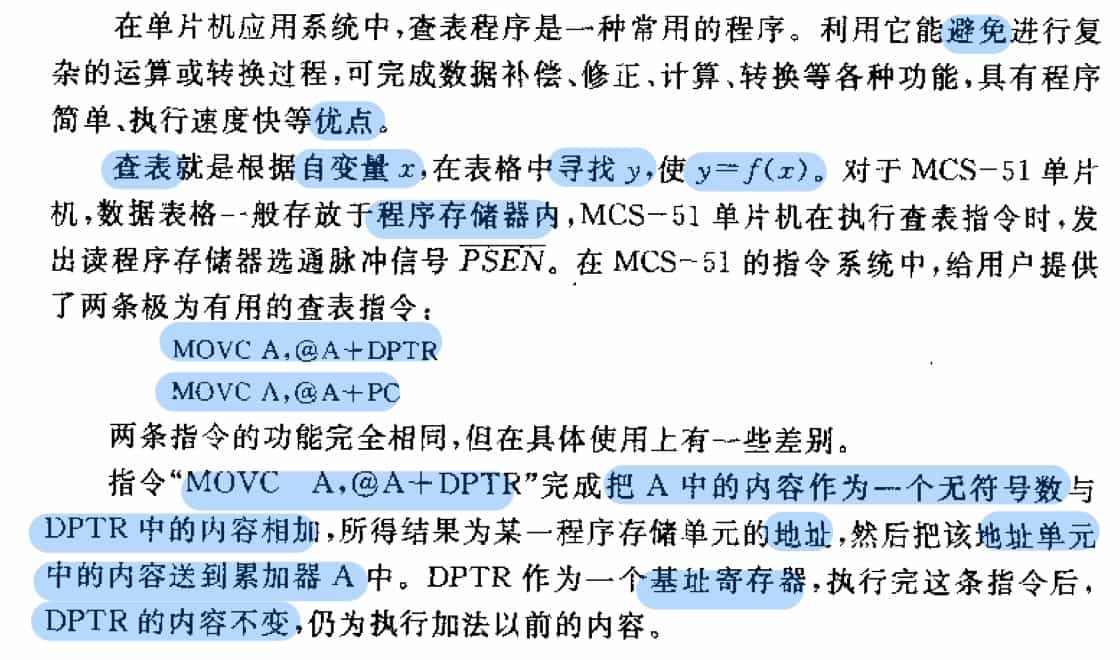 在单片机应用系统中,查表程序是一种常用的程序。利用它能避免进行复
杂的运算或转换过程,可完成数据补偿、修正、计算、转换等各种功能,具有程序
简单、执行速度快等优点。
查表就是根据自变量 x,在表格中寻找 y,使 y=f(x)。对于 MCS-51 单片
机,数据表格一般存放于程序存储器内,MCS-51 单片机在执行查表指令时,发
出读程序存储器选通脉冲信号 PSEN。在 MCS-51 的指令系统中,给用户提供
了两条极为有用的查表指令:
MOVC A,@A+DPTR
MOVC A,@A+PC
两条指令的功能完全相同,但在具体使用上有一些差别。
指令“MOVC A,@A+DPTR”完成把 A 中的内容作为一个无符号数与
DPTR 中的内容相加,所得结果为某一程序存储单元的地址,然后把该地址单元
中的内容送到累加器 A 中。DPTR 作为一个基址寄存器,执行完这条指令后,
DPTR 的内容不变,仍为执行加法以前的内容。